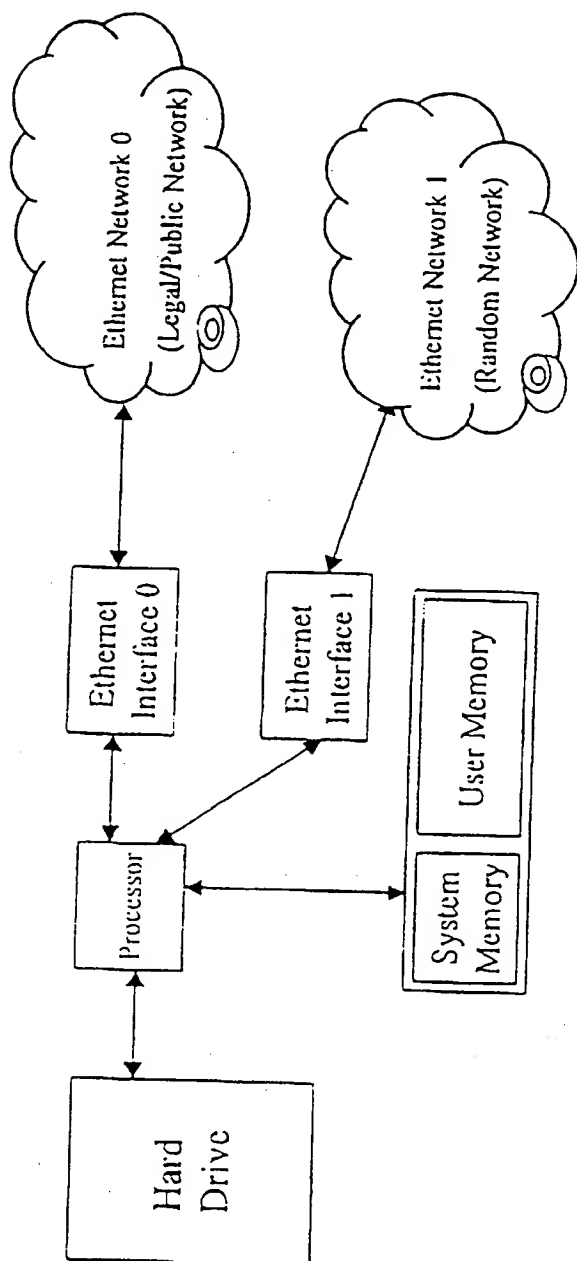 Hard
Drive
Processor
Ethernet
Interface 0
Ethernet Network 0
(Legal/Public Network)
Ethernet
Interface 1
Ethernet Network 1
(Random Network)
System
Memory
User Memory